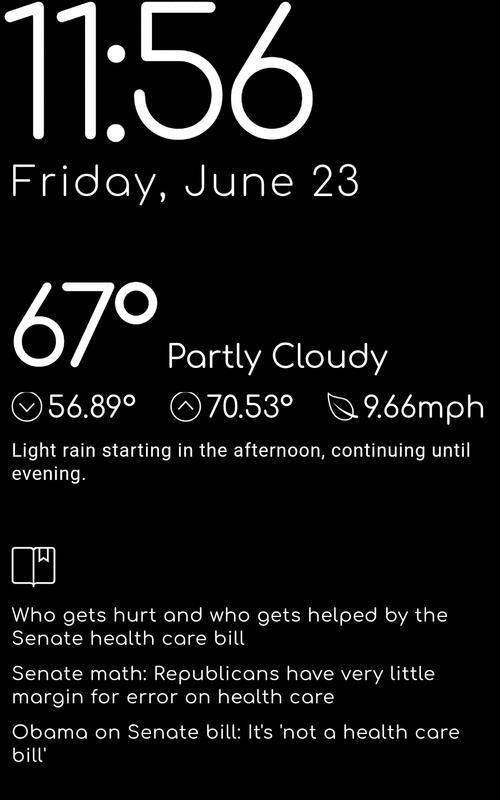 11:56
Friday, June 23
67° Partly Cloudy
56.89° 70.53° 9.66mph
Light rain starting in the afternoon, continuing until
evening.
Who gets hurt and who gets helped by the
Senate health care bill
Senate math: Republicans have very little
margin for error on health care
Obama on Senate bill: It's 'not a health care
bill'